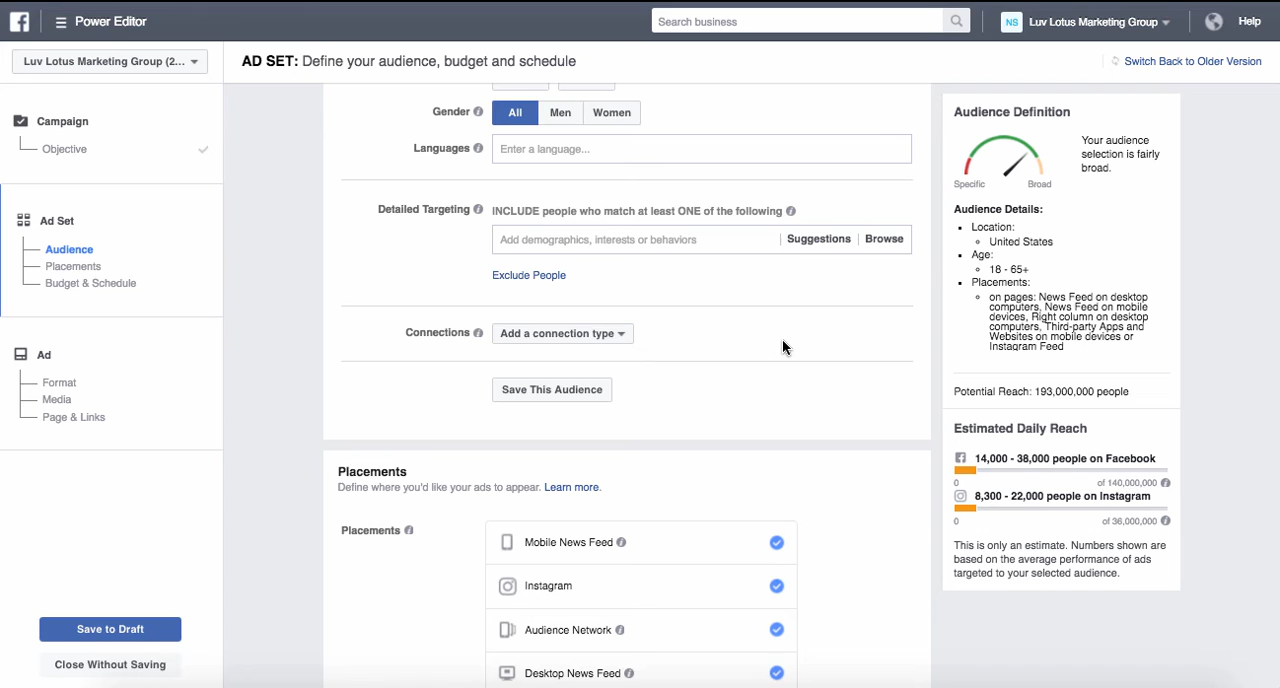 Power Editor
Search business
NS Luv Lotus Marketing Group
Help
Luv Lotus Marketing Group (2...
AD SET: Define your audience, budget and schedule
Switch Back to Older Version
Campaign
Objective
Ad Set
Audience
Placements
Budget & Schedule
Ad
Format
Media
Page & Links
Save to Draft
Close Without Saving
Gender
All
Men
Women
Languages
Enter a language...
Detailed Targeting
INCLUDE people who match at least ONE of the following
Add demographics, interests or behaviors
Suggestions
Browse
Exclude People
Connections
Add a connection type
Save This Audience
Placements
Define where you'd like your ads to appear. Learn more.
Placements
Mobile News Feed
Instagram
Audience Network
Desktop News Feed
Audience Definition
Your audience
selection is fairly
broad.
Specific
Broad
Audience Details:
Location:
United States
Age:
18 - 65+
Placements:
on pages: News Feed on desktop
computers, News Feed on mobile
devices, Right column on desktop
computers, Third-party Apps and
Websites on mobile devices or
Instagram Feed
Potential Reach: 193,000,000 people
Estimated Daily Reach
14,000 - 38,000 people on Facebook
0
of 140,000,000
8,300 - 22,000 people on Instagram
0
of 36,000,000
This is only an estimate. Numbers shown are
based on the average performance of ads
targeted to your selected audience.